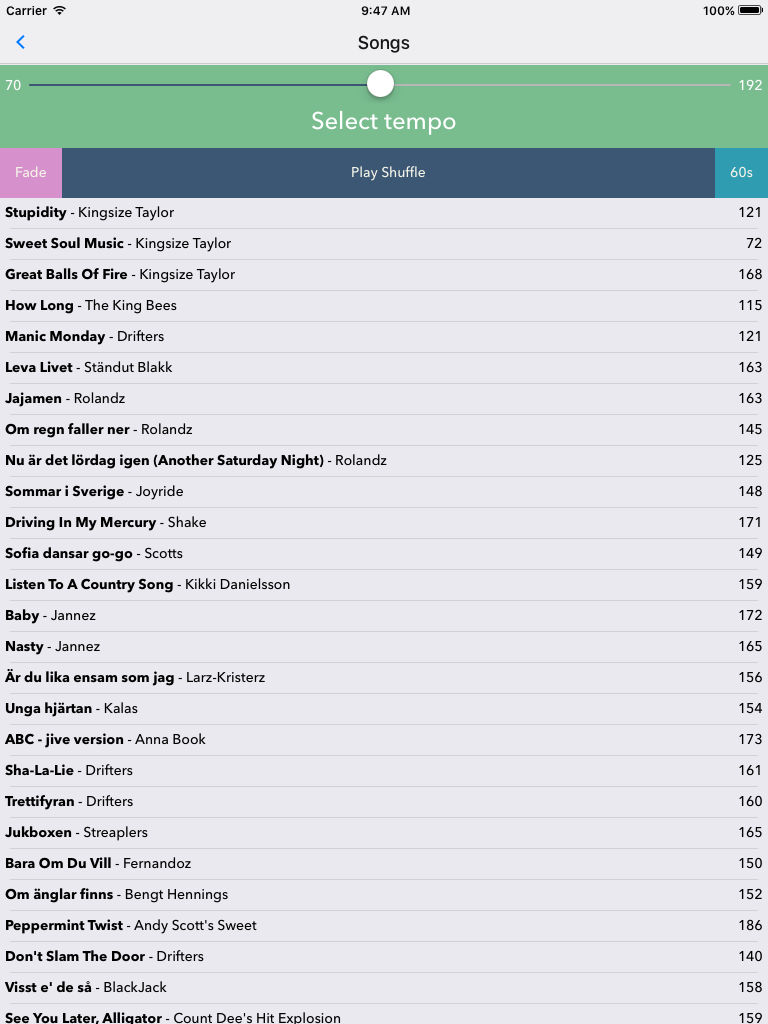 Carrier 9:47 AM 100%
Songs
70 192
Select tempo
Fade Play Shuffle 60s
Stupidity - Kingsize Taylor 121
Sweet Soul Music - Kingsize Taylor 72
Great Balls Of Fire - Kingsize Taylor 168
How Long - The King Bees 115
Manic Monday - Drifters 121
Leva Livet - Ständut Blakk 163
Jajamen - Rolandz 163
Om regn faller ner - Rolandz 145
Nu är det lördag igen (Another Saturday Night) - Rolandz 125
Sommar i Sverige - Joyride 148
Driving In My Mercury - Shake 171
Sofia dansar go-go - Scotts 149
Listen To A Country Song - Kikki Danielsson 159
Baby - Jannez 172
Nasty - Jannez 165
Är du lika ensam som jag - Larz-Kristerz 156
Unga hjärtan - Kalas 154
ABC - jive version - Anna Book 173
Sha-La-Lie - Drifters 161
Trettifyran - Drifters 160
Jukboxen - Streaplers 165
Bara Om Du Vill - Fernandoz 150
Om änglar finns - Bengt Hennings 152
Peppermint Twist - Andy Scott's Sweet 186
Don't Slam The Door - Drifters 140
Visst e' de så - BlackJack 158
See You Later, Alligator - Count Dee's Hit Explosion 159